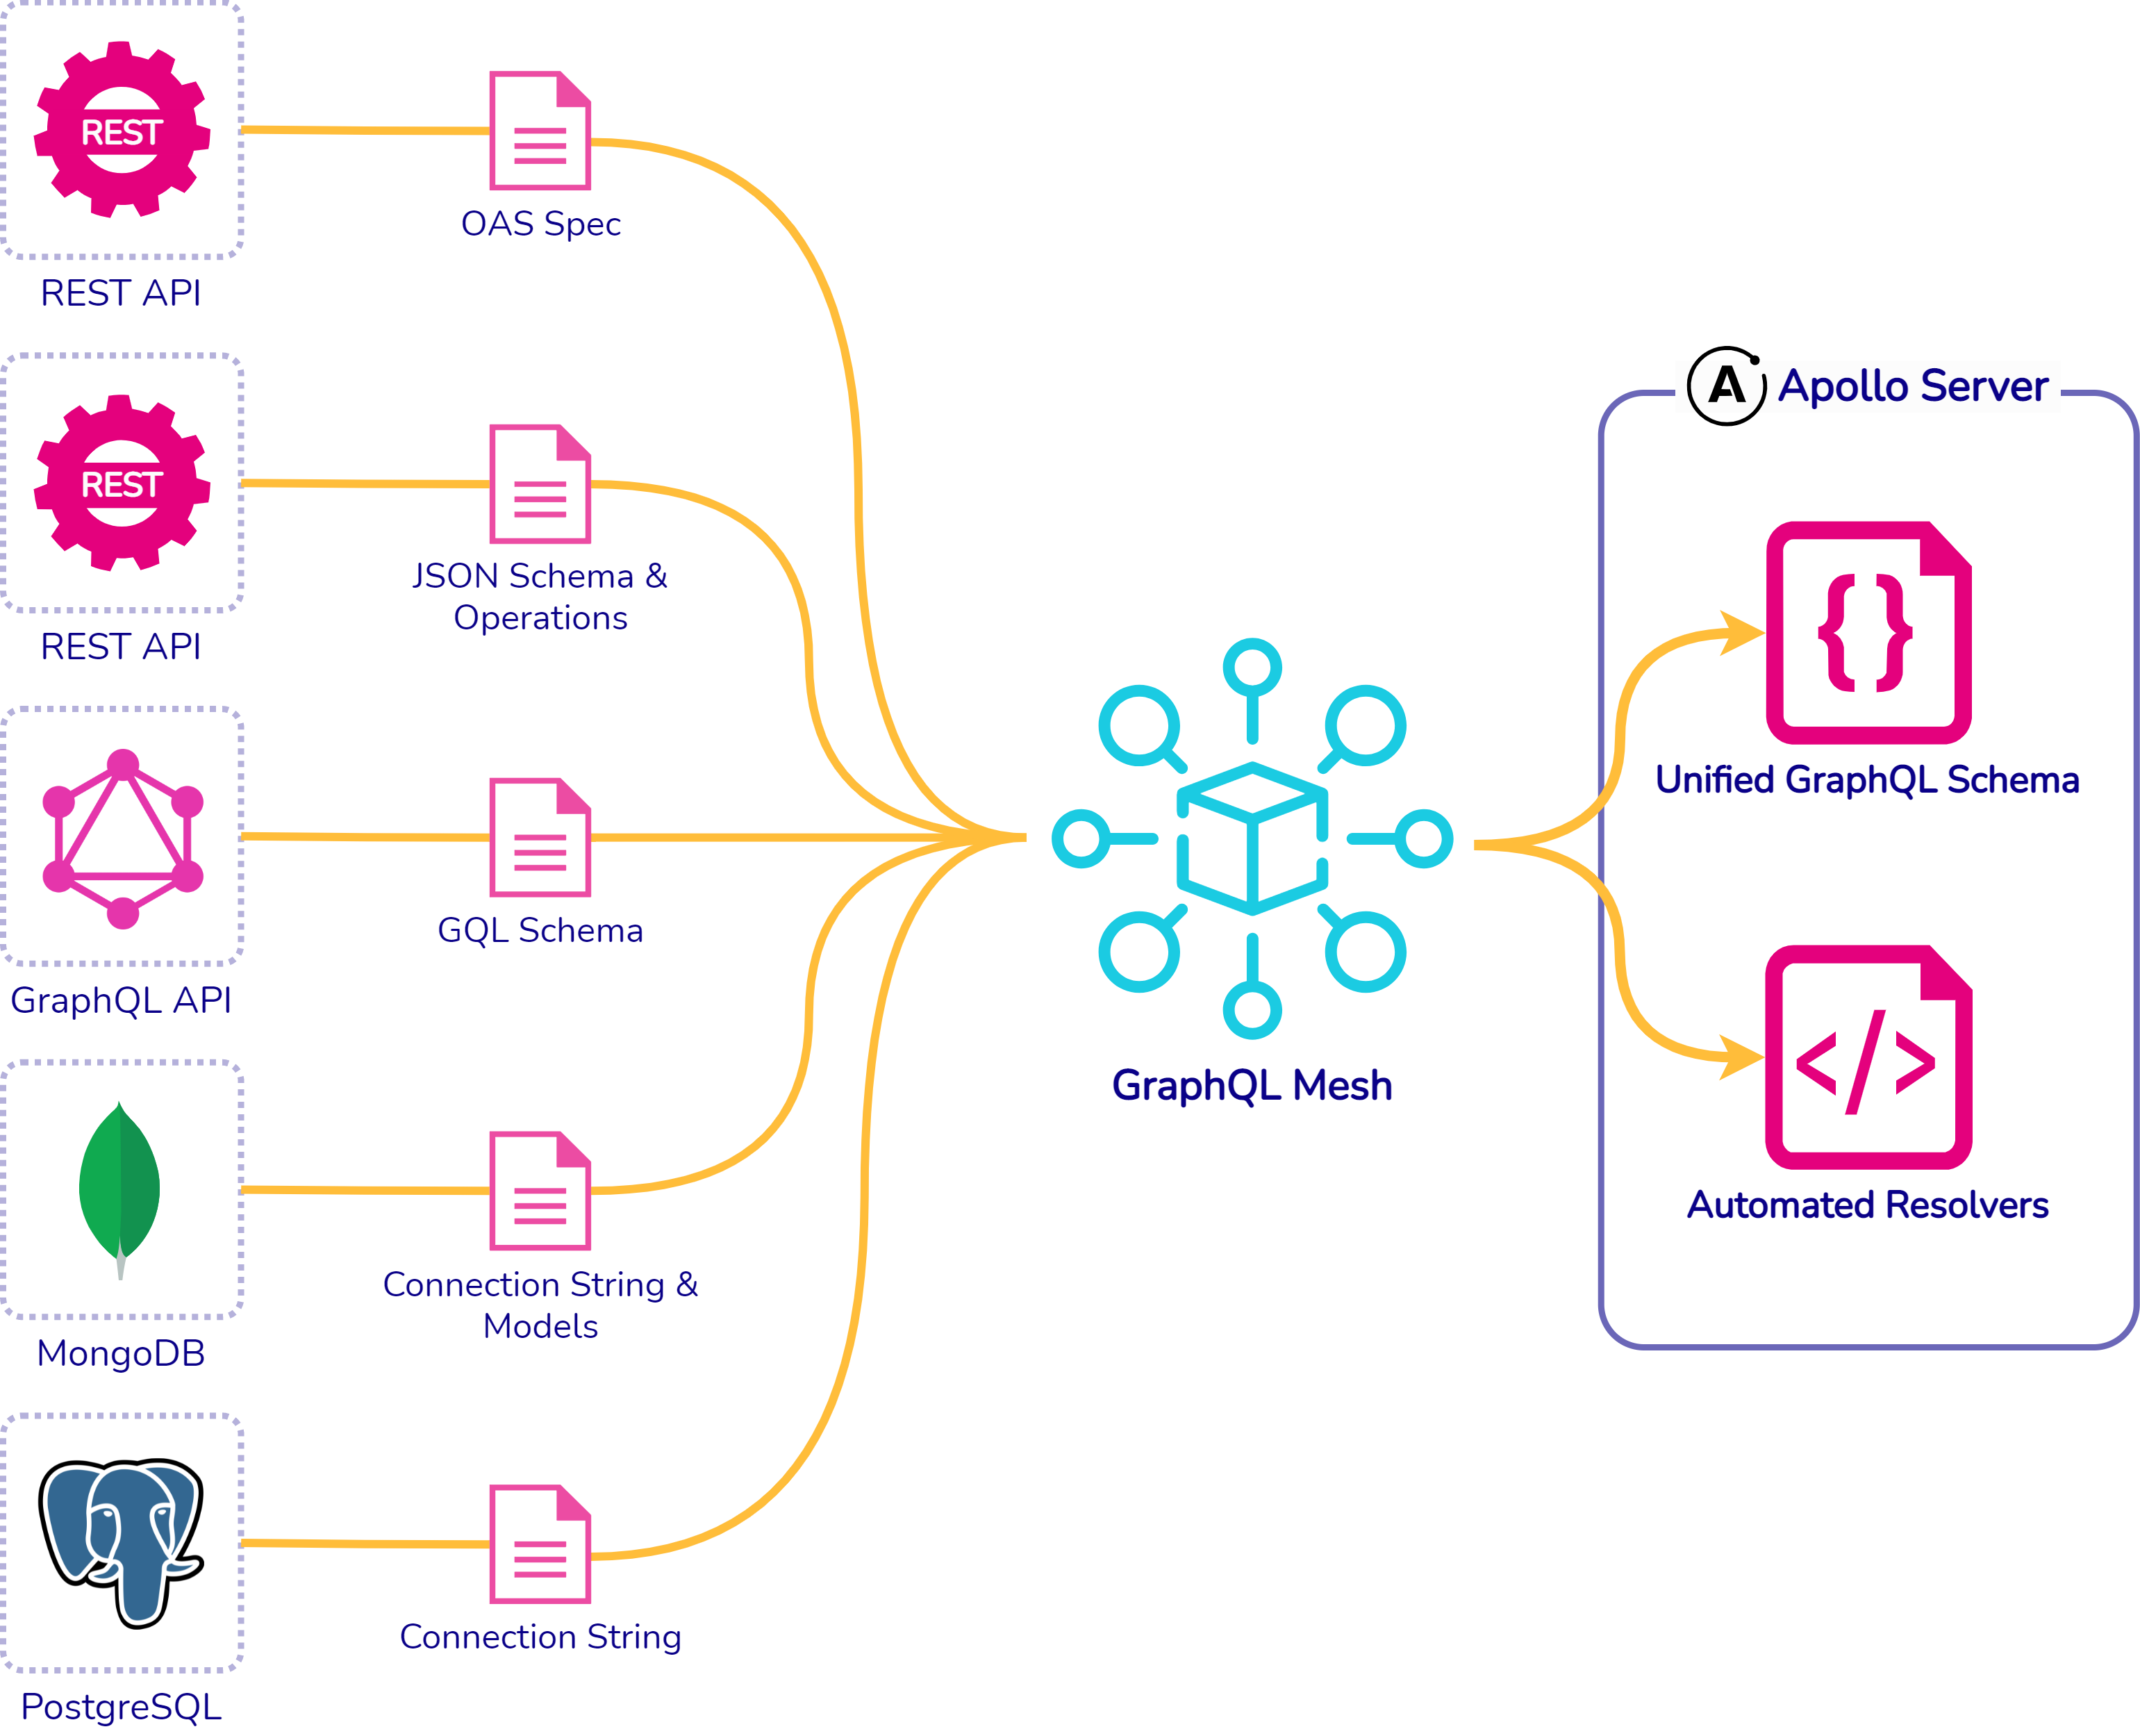 REST
REST API
OAS Spec
REST
REST API
JSON Schema &
Operations
GraphQL API
GQL Schema
MongoDB
Connection String &
Models
PostgreSQL
Connection String
GraphQL Mesh
A
Apollo Server
{}
Unified GraphQL Schema
</>
Automated Resolvers